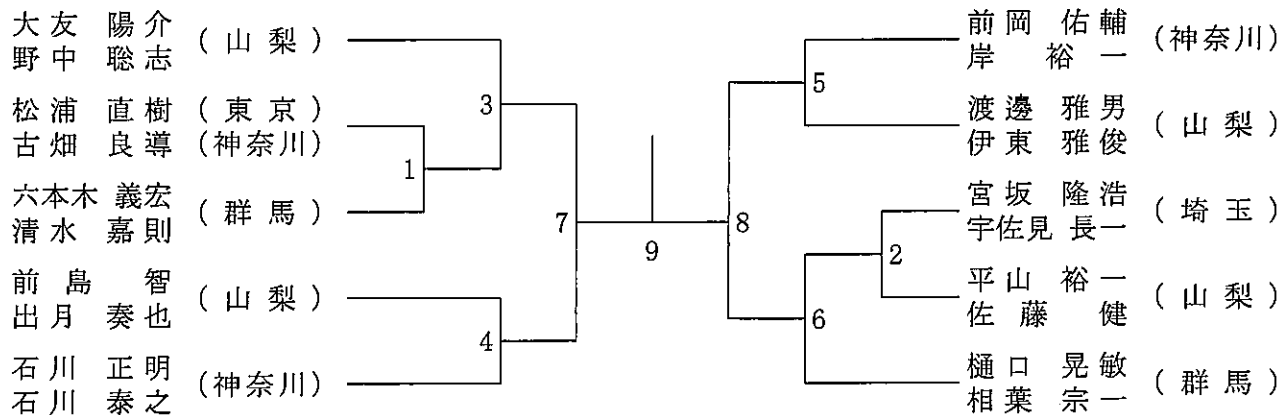 大友 陽介
野中 聡志 (山梨)
松浦 直樹 (東京)
古畑 良導 (神奈川)
六本木 義宏
清水 嘉則 (群馬)
前島 智
出月 奏也 (山梨)
石川 正明
石川 泰之 (神奈川)
3
1
7
4
9
前岡 佑輔
岸 裕一 (神奈川)
渡邊 雅男
伊東 雅俊 (山梨)
宮坂 隆浩
宇佐見 長一 (埼玉)
平山 裕一
佐藤 健 (山梨)
樋口 晃敏
相葉 宗一 (群馬)
5
8
2
6